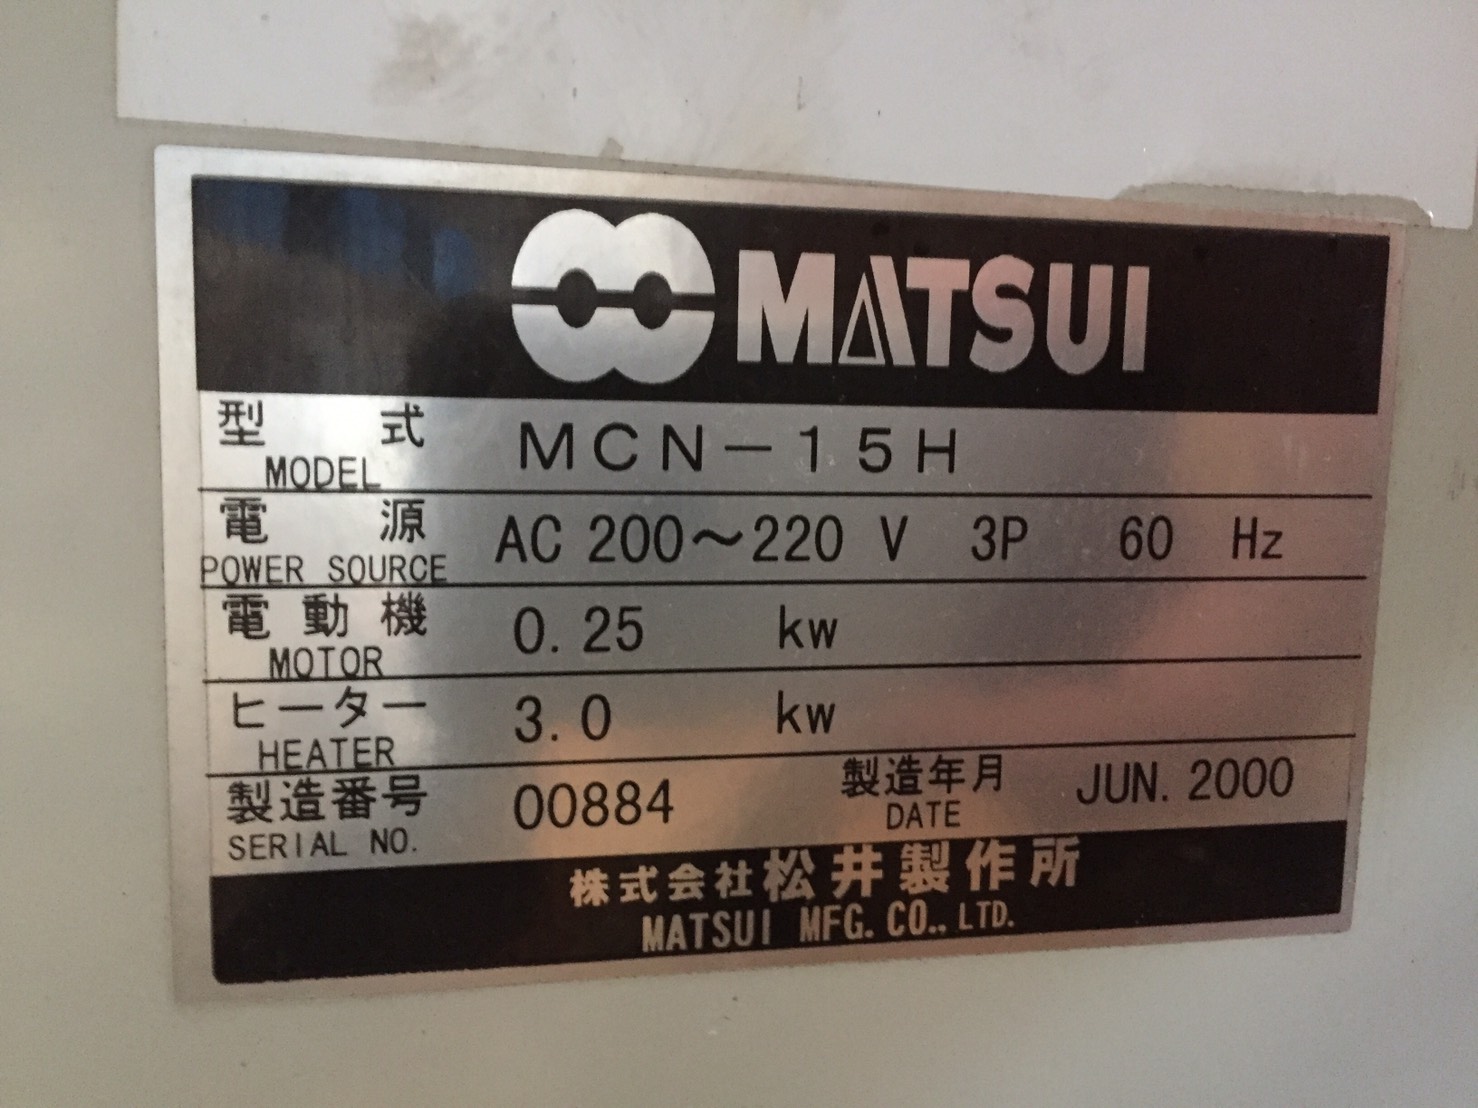 MATSUI
型 式 MCN-15H
MODEL
電 源 AC 200～220 V 3P 60 Hz
POWER SOURCE
電動機 0.25 kw
MOTOR
ヒーター 3.0 kw
HEATER
製造番号 00884 製造年月 JUN. 2000
SERIAL NO. DATE
株式会社松井製作所
MATSUI MFG. CO., LTD.